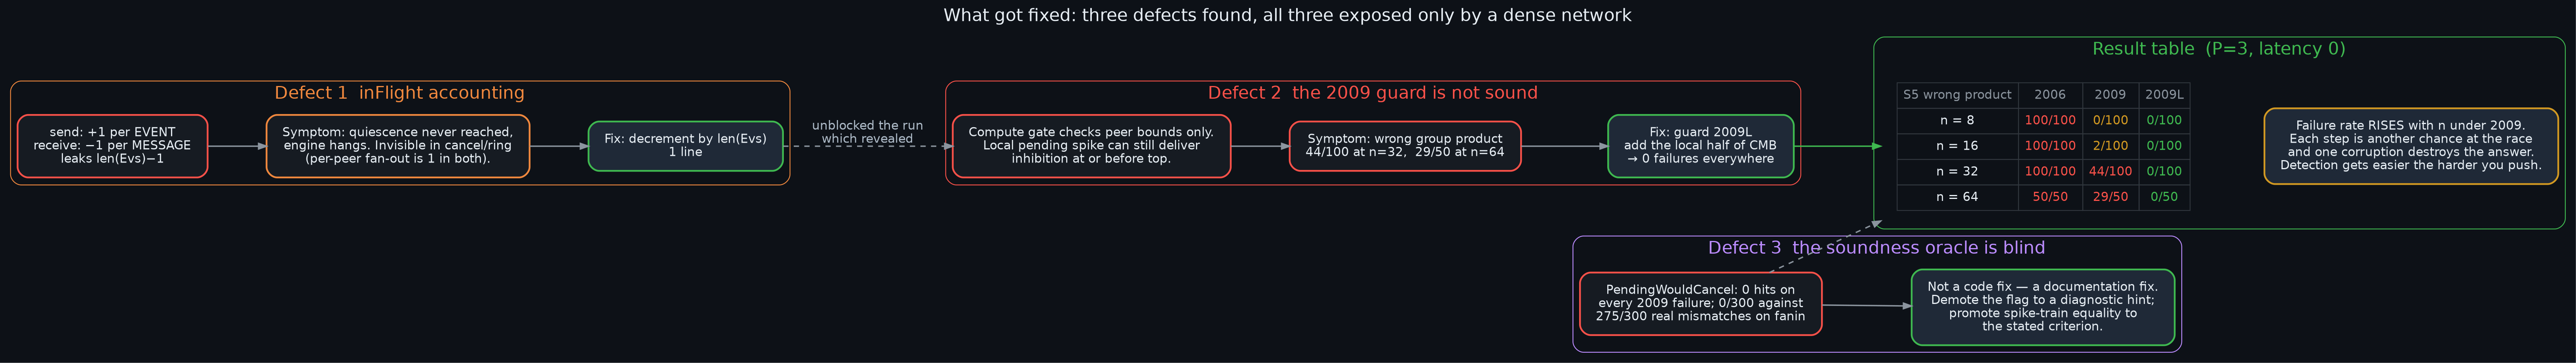 What got fixed: three defects found, all three exposed only by a dense network
Defect 1  inFlight accounting
send: +1 per EVENT
receive: −1 per MESSAGE
leaks len(Evs)−1
Symptom: quiescence never reached,
engine hangs. Invisible in cancel/ring
(per-peer fan-out is 1 in both).
Fix: decrement by len(Evs)
1 line
unblocked the run
which revealed
Defect 2  the 2009 guard is not sound
Compute gate checks peer bounds only.
Local pending spike can still deliver
inhibition at or before top.
Symptom: wrong group product
44/100 at n=32,  29/50 at n=64
Fix: guard 2009L
add the local half of CMB
→ 0 failures everywhere
Result table  (P=3, latency 0)
S5 wrong product 2006 2009 2009L
n = 8 100/100 0/100 0/100
n = 16 100/100 2/100 0/100
n = 32 100/100 44/100 0/100
n = 64 50/50 29/50 0/50
Failure rate RISES with n under 2009.
Each step is another chance at the race
and one corruption destroys the answer.
Detection gets easier the harder you push.
Defect 3  the soundness oracle is blind
PendingWouldCancel: 0 hits on
every 2009 failure; 0/300 against
275/300 real mismatches on fanin
Not a code fix — a documentation fix.
Demote the flag to a diagnostic hint;
promote spike-train equality to
the stated criterion.